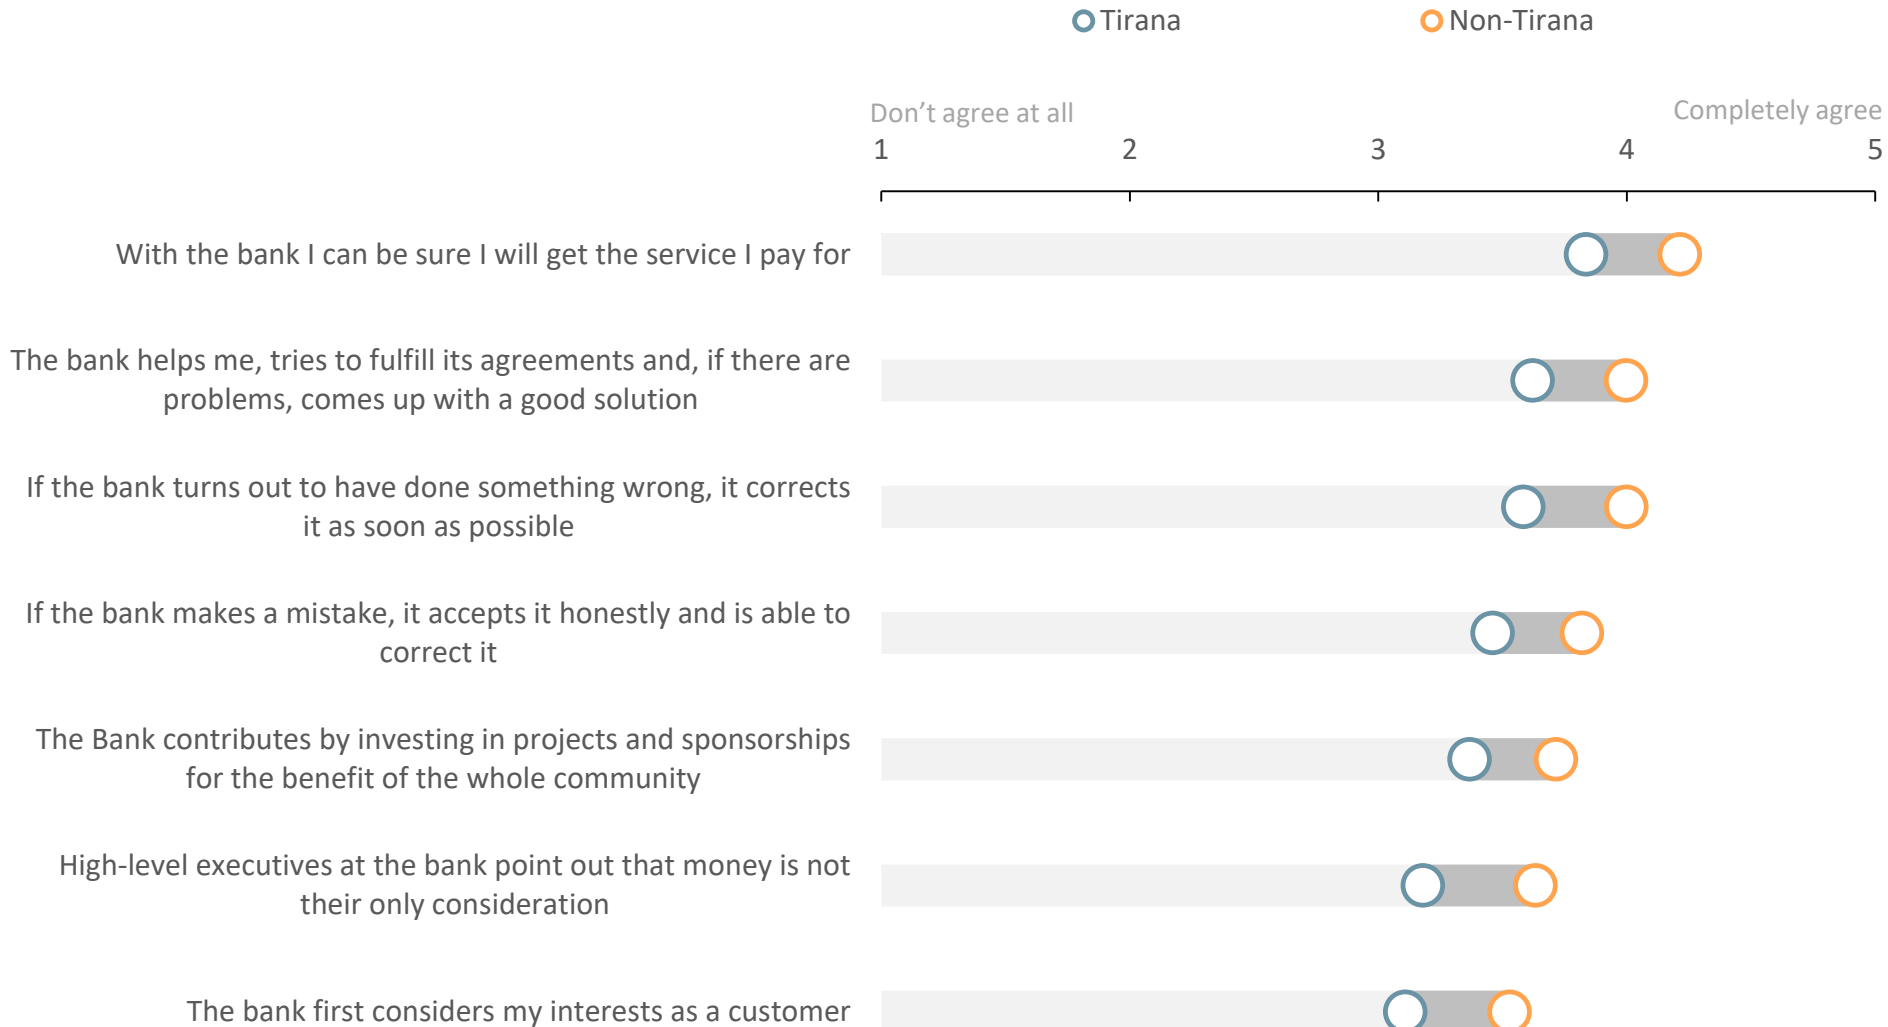 Tirana
Non-Tirana
Don't agree at all
Completely agree
1
2
3
4
5
With the bank I can be sure I will get the service I pay for
The bank helps me, tries to fulfill its agreements and, if there are
problems, comes up with a good solution
If the bank turns out to have done something wrong, it corrects
it as soon as possible
If the bank makes a mistake, it accepts it honestly and is able to
correct it
The Bank contributes by investing in projects and sponsorships
for the benefit of the whole community
High-level executives at the bank point out that money is not
their only consideration
The bank first considers my interests as a customer